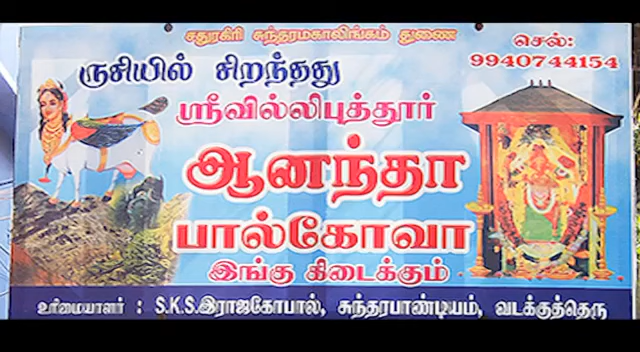 சதுரகிரி சுந்தரமகாலிங்கம் துணை
செல்:
9940744154
ருசியில் சிறந்தது
ஸ்ரீவில்லிபுத்தூர்
ஆனந்தா
பால்கோவா
இங்கு கிடைக்கும்
உரிமையாளர் : S.K.S.இராஜகோபால், சுந்தரபாண்டியம், வடக்குத்தெரு